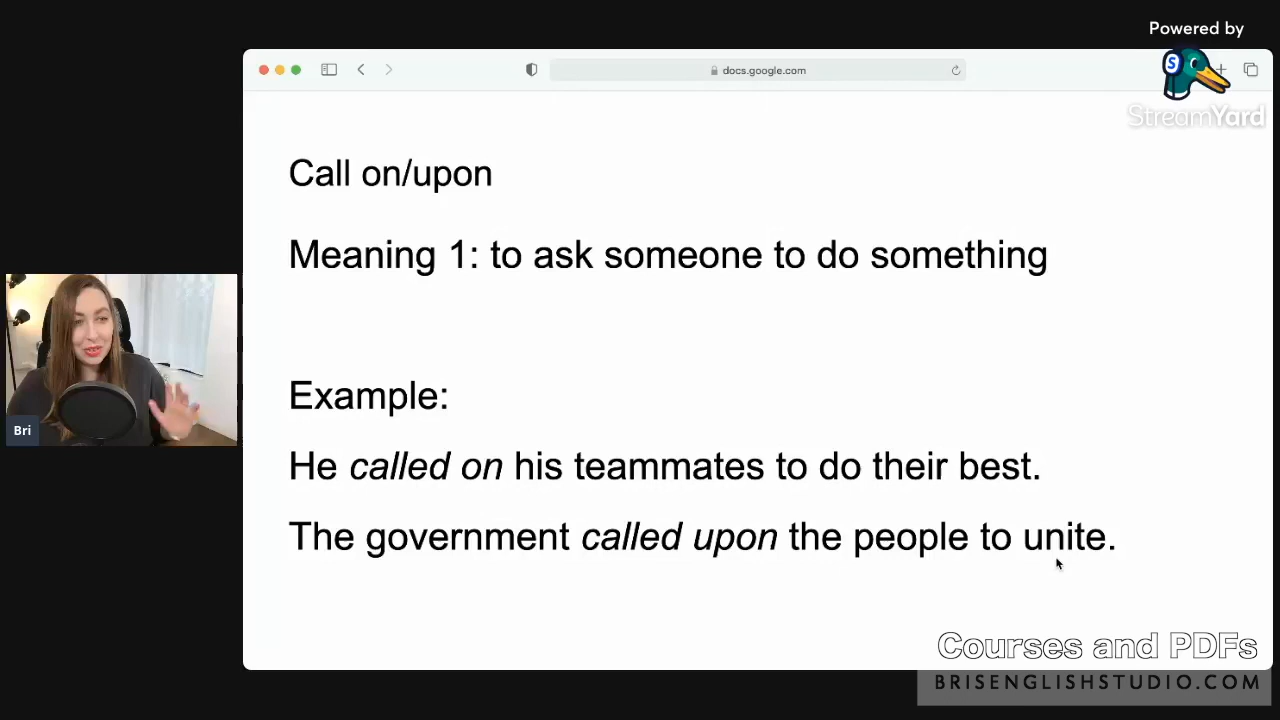 Powered by
docs.google.com
S
StreamYard
Call on/upon
Meaning 1: to ask someone to do something
Bri
Example:
He called on his teammates to do their best.
The government called upon the people to unite.
Courses and PDFs
BRISENGLISHSTUDIO.COM